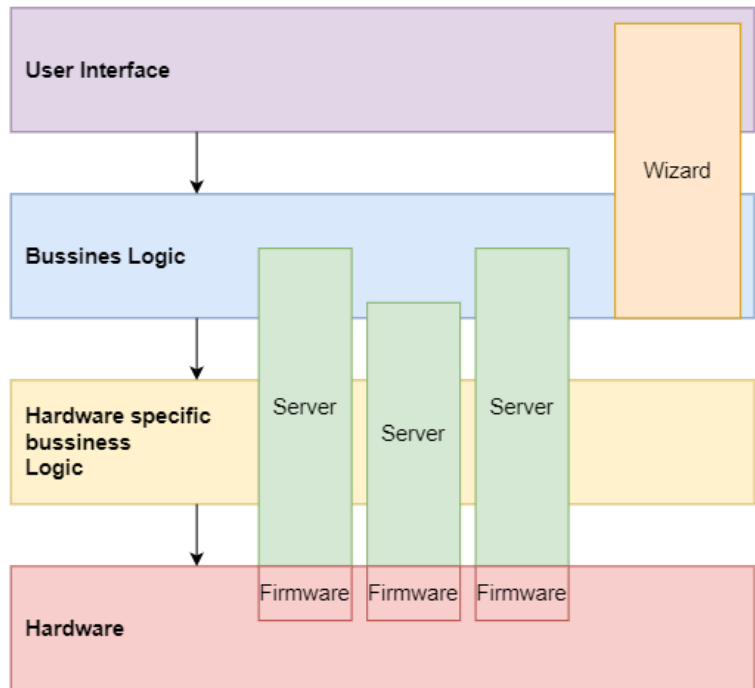 User Interface
Wizard
Bussines Logic
Server
Server
Server
Hardware specific
bussiness
Logic
Firmware
Firmware
Firmware
Hardware